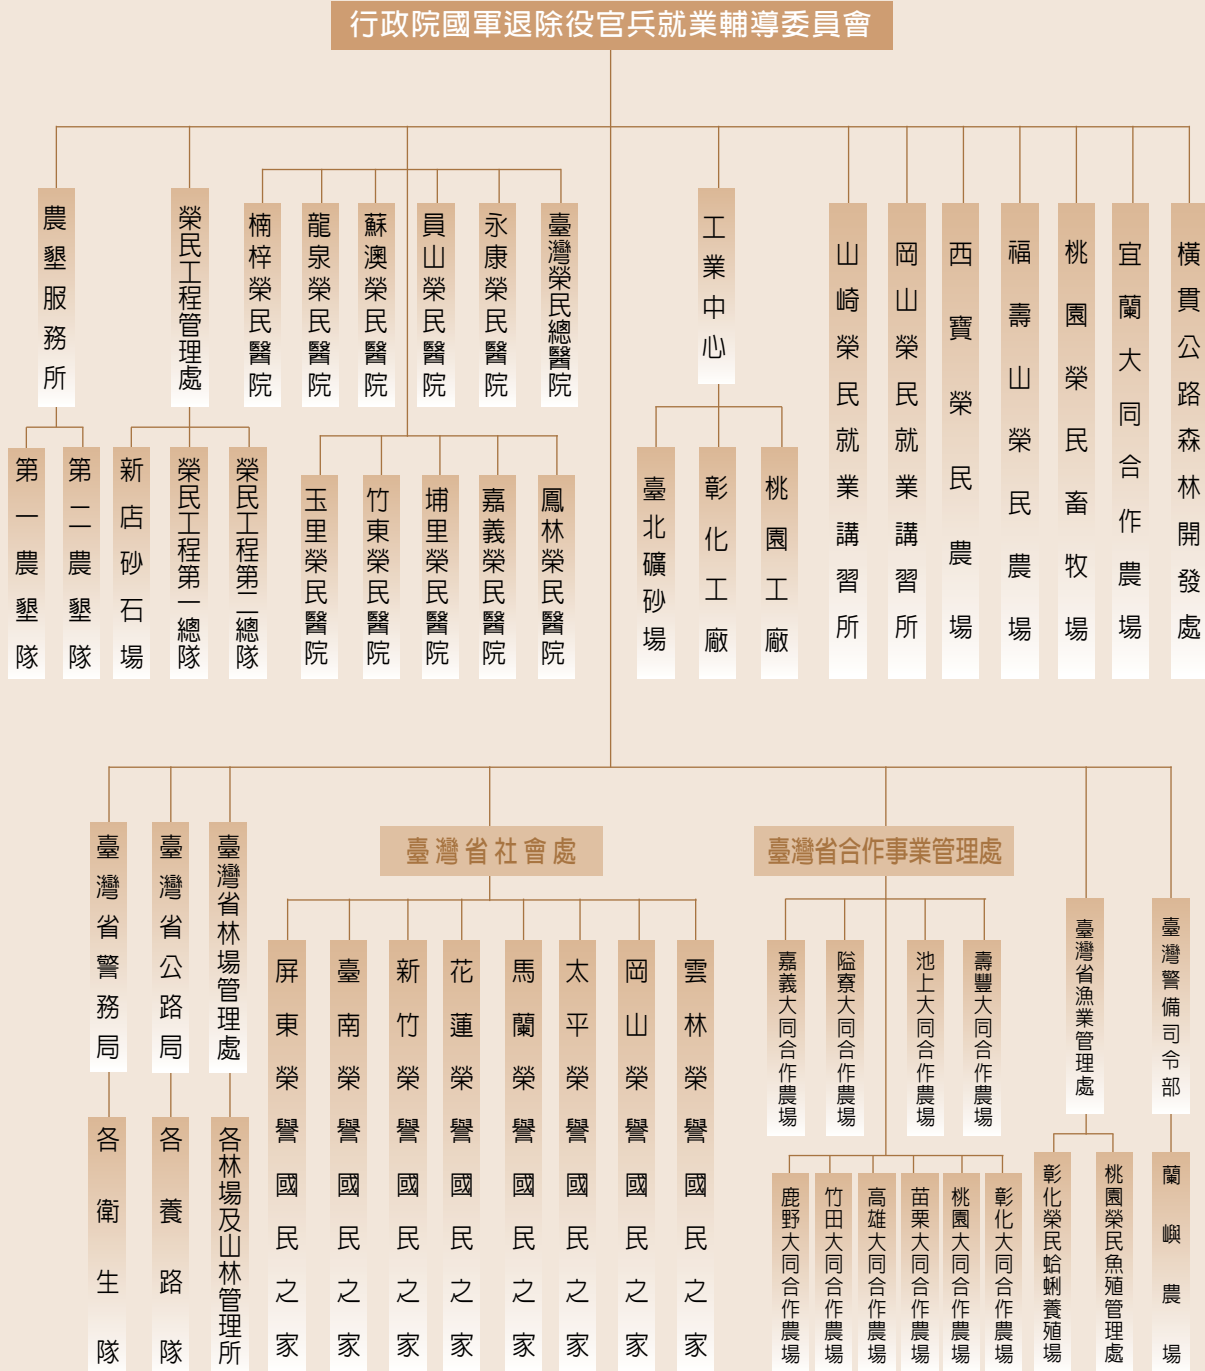 行政院國軍退除役官兵就業輔導委員會
農墾服務所
榮民工程管理處
楠梓榮民醫院
龍泉榮民醫院
蘇澳榮民醫院
員山榮民醫院
永康榮民醫院
臺灣榮民總醫院
工業中心
山崎榮民就業講習所
岡山榮民就業講習所
西寶榮民農場
福壽山榮民農場
桃園榮民畜牧場
宜蘭大同合作農場
橫貫公路森林開發處
第一農墾隊
第二農墾隊
新店砂石場
榮民工程第一總隊
榮民工程第二總隊
玉里榮民醫院
竹東榮民醫院
埔里榮民醫院
嘉義榮民醫院
鳳林榮民醫院
臺北礦砂場
彰化工廠
桃園工廠
臺灣省警務局
臺灣省公路局
臺灣省林場管理處
臺灣省社會處
臺灣省合作事業管理處
臺灣省漁業管理處
臺灣警備司令部
各衛生隊
各養路隊
各林場及山林管理所
屏東榮譽國民之家
臺南榮譽國民之家
新竹榮譽國民之家
花蓮榮譽國民之家
馬蘭榮譽國民之家
太平榮譽國民之家
岡山榮譽國民之家
雲林榮譽國民之家
嘉義大同合作農場
隘寮大同合作農場
池上大同合作農場
壽豐大同合作農場
鹿野大同合作農場
竹田大同合作農場
高雄大同合作農場
苗栗大同合作農場
桃園大同合作農場
彰化大同合作農場
彰化榮民蛤蜊養殖場
桃園榮民魚殖管理處
蘭嶼農場